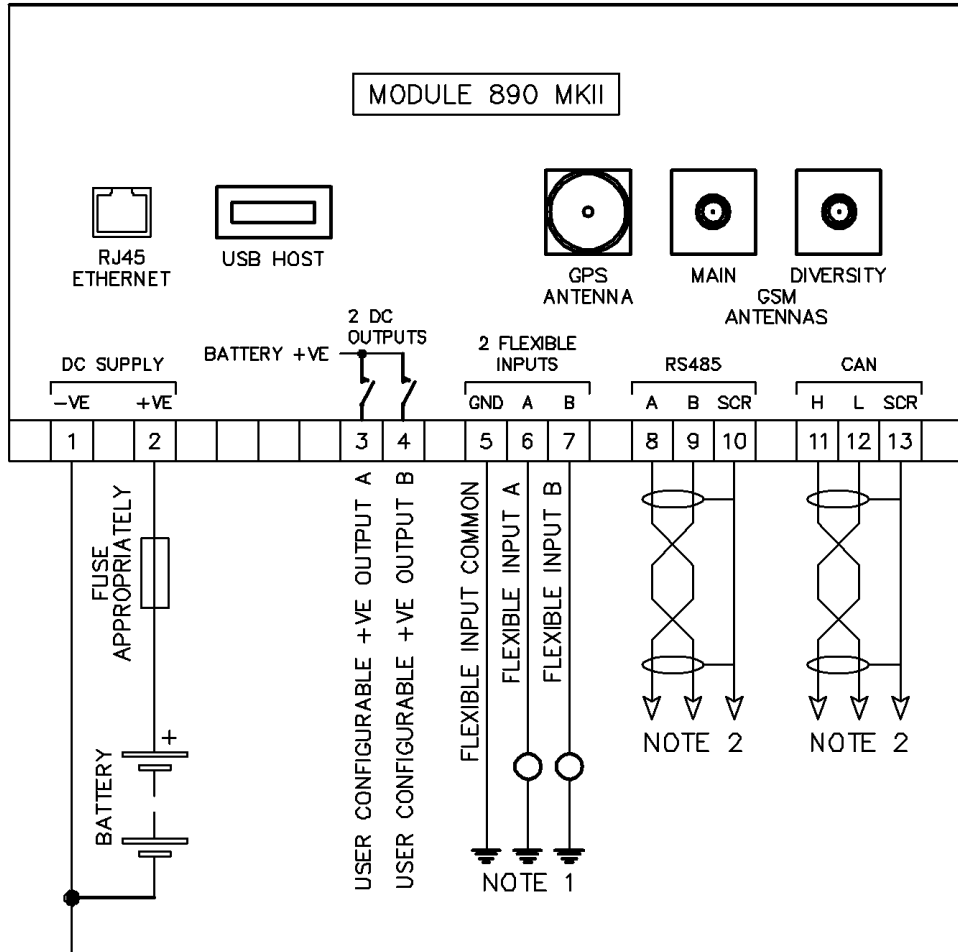 MODULE 890 MKII
RJ45
ETHERNET
USB HOST
GPS
ANTENNA
MAIN
DIVERSITY
GSM
ANTENNAS
2 DC
OUTPUTS
BATTERY +VE
DC SUPPLY
-VE +VE
2 FLEXIBLE
INPUTS
GND A B
RS485
A B SCR
CAN
H L SCR
1 2 3 4 5 6 7 8 9 10 11 12 13
FUSE
APPROPRIATELY
+
BATTERY
USER CONFIGURABLE +VE OUTPUT A
USER CONFIGURABLE +VE OUTPUT B
FLEXIBLE INPUT COMMON
FLEXIBLE INPUT A
FLEXIBLE INPUT B
NOTE 1
NOTE 2
NOTE 2